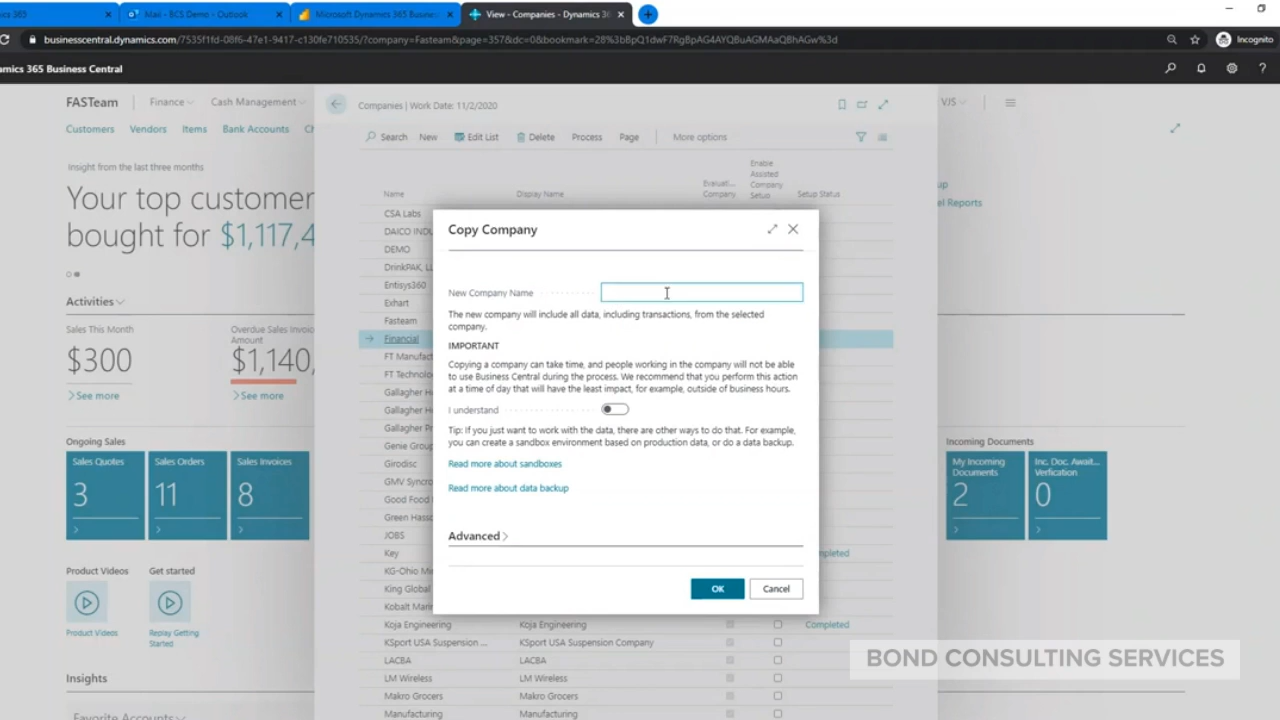 ics 365
Mail - BCS Demo - Outlook
Microsoft Dynamics 365 Busines
View - Companies - Dynamics 36
businesscentral.dynamics.com/7535f1fd-08f6-47e1-9417-c130fe710535/?company=Fasteam&page=357&dc=0&bookmark=28%3bBpQ1dwF7RgBpAG4AYQBuAGMAaQBhAGw%3d
Incognito
amics 365 Business Central
FASTeam
Finance
Cash Management
Companies | Work Date: 11/2/2020
VJS
Customers
Vendors
Items
Bank Accounts
Ch
Search
New
Edit List
Delete
Process
Page
More options
Insight from the last three months
Your top customer
bought for $1,117,4
Name
Display Name
Evaluati...
Company
Enable
Assisted
Company
Setup
Setup Status
up
el Reports
CSA Labs
DAICO INDU
DEMO
DrinkPAK, LL
Entisys360
Exhart
Fasteam
Financial
FT Manufact
FT Technolo
Gallagher H
Gallagher H
Gallagher Pr
Genie Group
Girodisc
GMV Syncro
Good Food
Green Hassc
JOBS
Key
KG-Ohio Me
King Global
Kobalt Marin
Completed
Koja Engineering
Koja Engineering
Completed
KSport USA Suspension ...
KSport USA Suspension Company
LACBA
LACBA
LM Wireless
LM Wireless
Makro Grocers
Makro Grocers
Manufacturing
Manufacturing
Copy Company
New Company Name
The new company will include all data, including transactions, from the selected
company.
IMPORTANT
Copying a company can take time, and people working in the company will not be able
to use Business Central during the process. We recommend that you perform this action
at a time of day that will have the least impact, for example, outside of business hours.
I understand
Tip: If you just want to work with the data, there are other ways to do that. For example,
you can create a sandbox environment based on production data, or do a data backup.
Read more about sandboxes
Read more about data backup
Advanced
OK
Cancel
Activities
Sales This Month
$300
See more
Overdue Sales Invoic
Amount
$1,140,
See more
Ongoing Sales
Sales Quotes
3
Sales Orders
11
Sales Invoices
8
Incoming Documents
My Incoming
Documents
2
Inc. Doc. Await...
Verfication
0
Product Videos
Get started
Product Videos
Replay Getting
Started
Insights
Favorite Accounts
BOND CONSULTING SERVICES